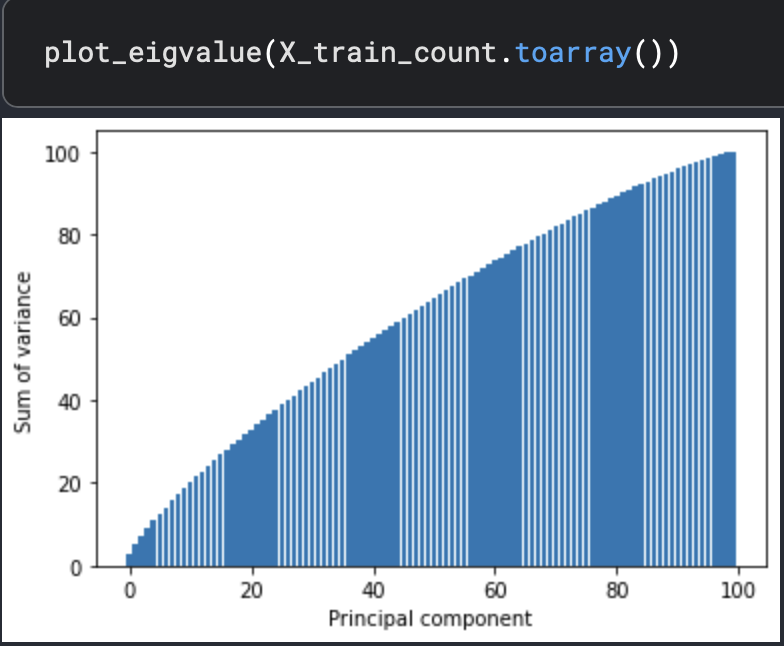 plot_eigvalue(X_train_count.toarray())
100
80
60
40
20
0
Sum of variance
0 20 40 60 80 100
Principal component